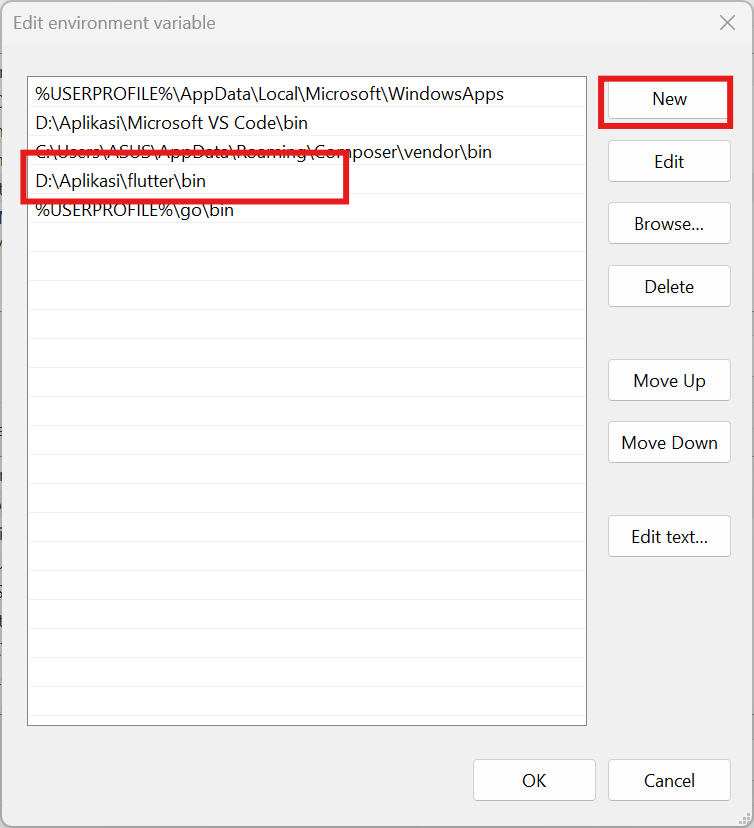 Edit environment variable
%USERPROFILE%\AppData\Local\Microsoft\WindowsApps
D:\Aplikasi\Microsoft VS Code\bin
C:\Users\ASUS\AppData\Roaming\Composer\vendor\bin
D:\Aplikasi\flutter\bin
%USERPROFILE%\go\bin
New
Edit
Browse...
Delete
Move Up
Move Down
Edit text...
OK
Cancel